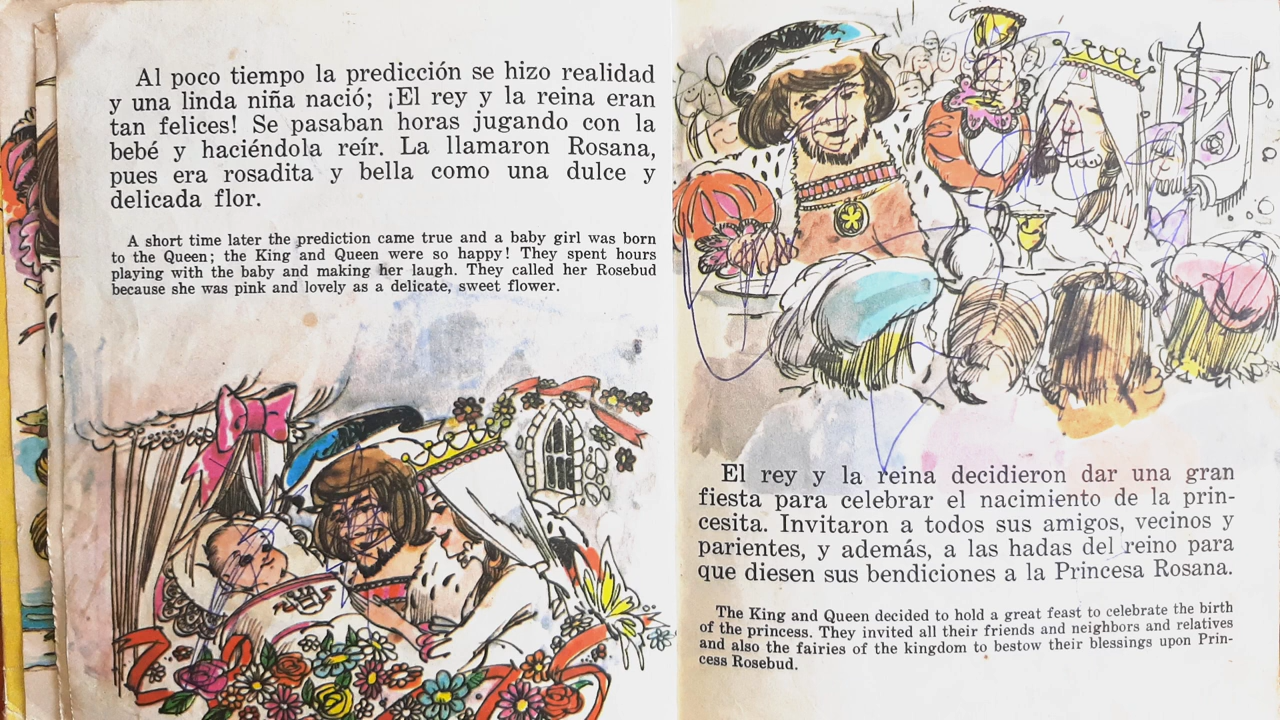 Al poco tiempo la predicción se hizo realidad
y una linda niña nació; ¡El rey y la reina eran
tan felices! Se pasaban horas jugando con la
bebé y haciéndola reír. La llamaron Rosana,
pues era rosadita y bella como una dulce y
delicada flor.
A short time later the prediction came true and a baby girl was born
to the Queen; the King and Queen were so happy! They spent hours
playing with the baby and making her laugh. They called her Rosebud
because she was pink and lovely as a delicate, sweet flower.
El rey y la reina decidieron dar una gran
fiesta para celebrar el nacimiento de la prin-
cesita. Invitaron a todos sus amigos, vecinos y
parientes, y además, a las hadas del reino para
que diesen sus bendiciones a la Princesa Rosana.
The King and Queen decided to hold a great feast to celebrate the birth
of the princess. They invited all their friends and neighbors and relatives
and also the fairies of the kingdom to bestow their blessings upon Prin-
cess Rosebud.